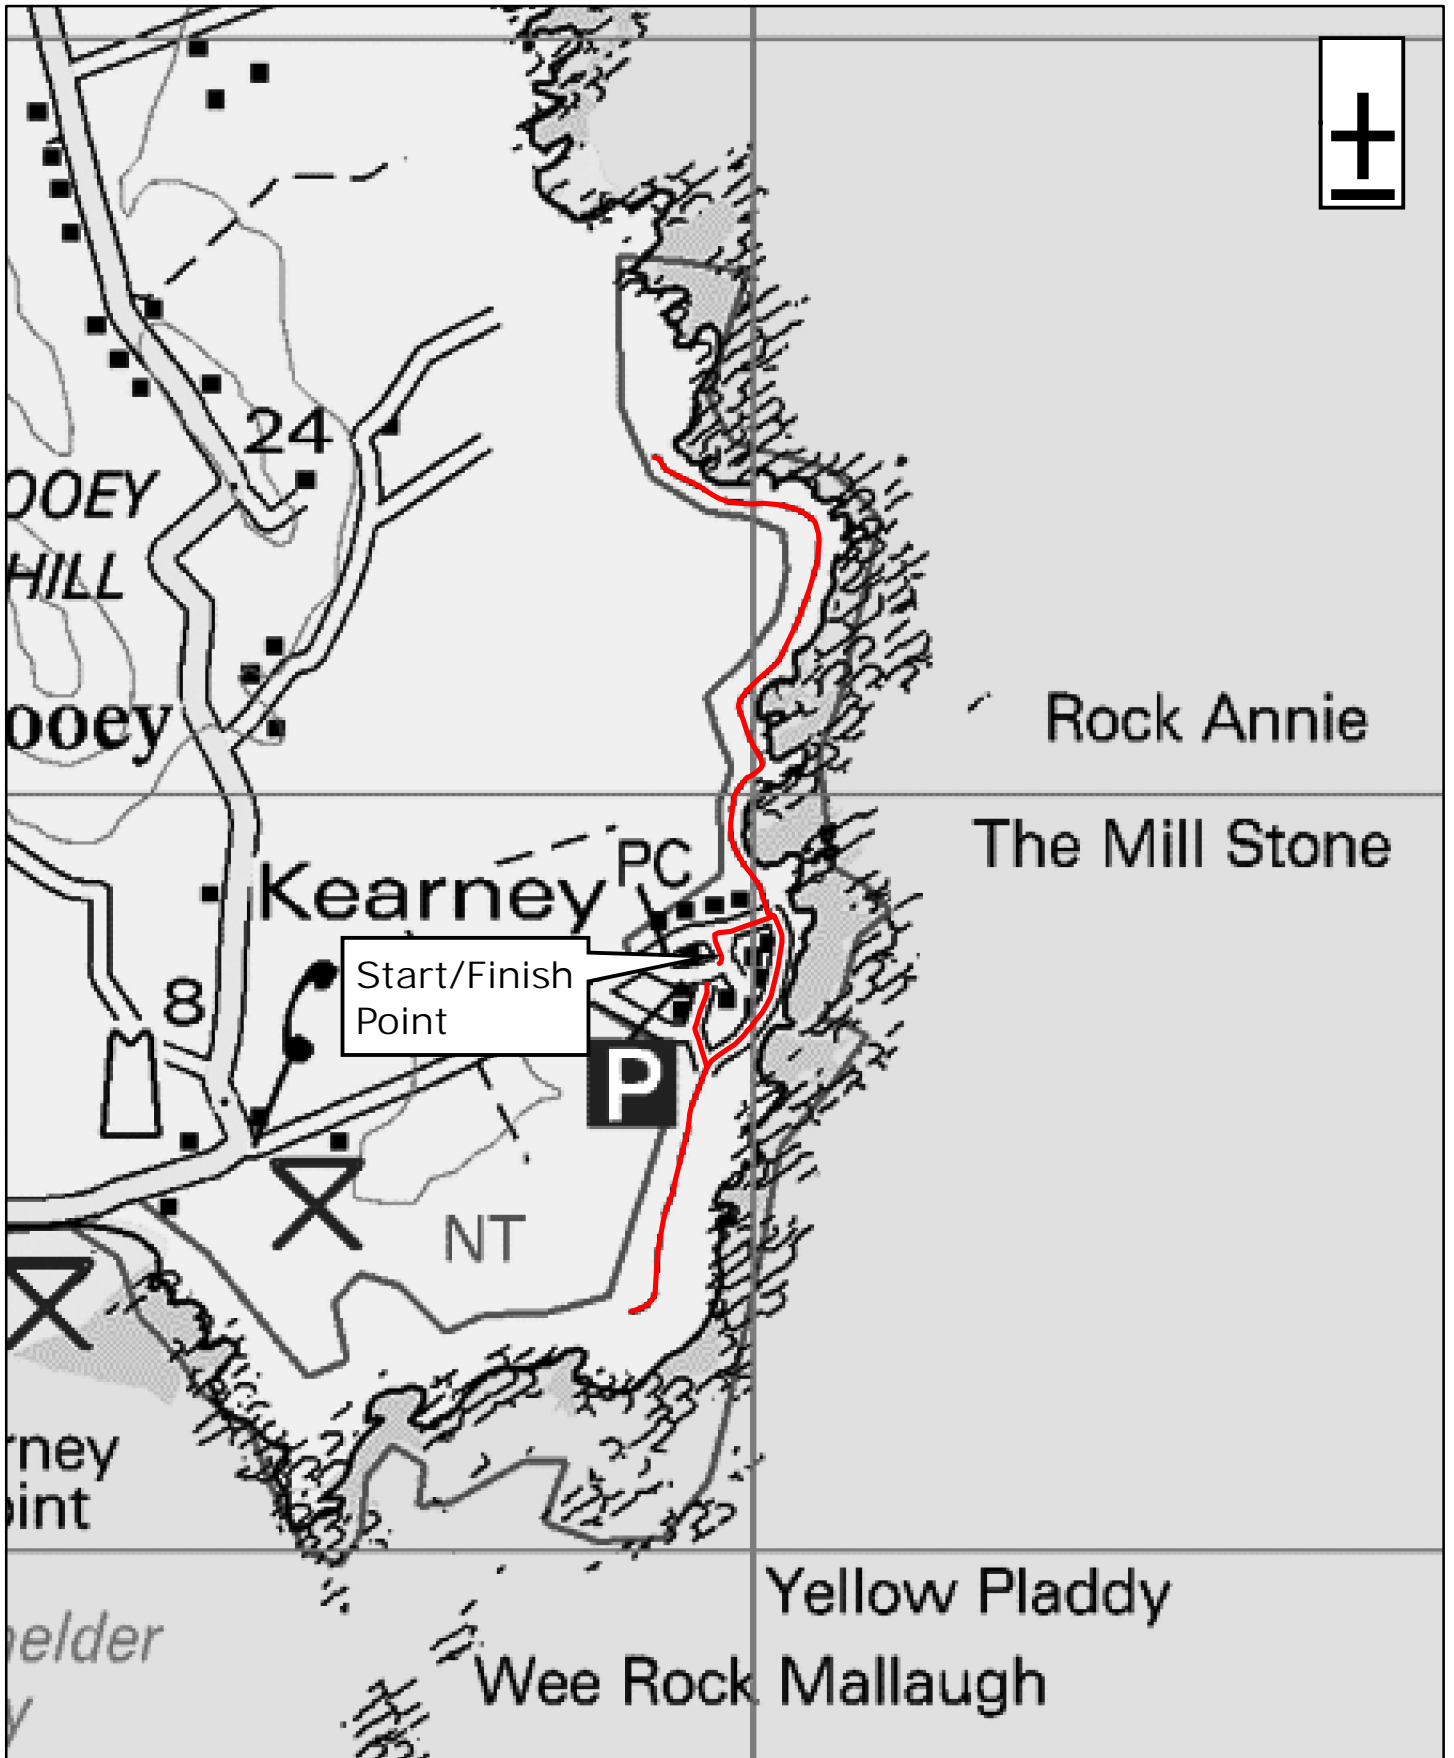 24
OOEY
HILL
ooey
Rock Annie
The Mill Stone
PC
Kearney
Start/Finish
Point
8
P
NT
rney
oint
Yellow Pladdy
elder
Wee Rock Mallaugh
y